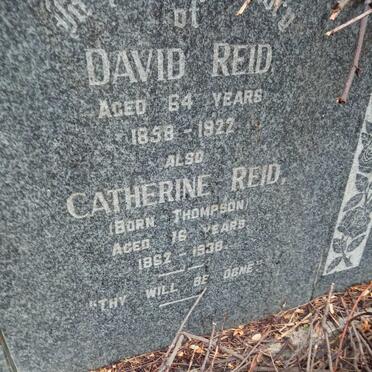 of
DAVID REID
AGED 64 YEARS
1858 - 1922
ALSO
CATHERINE REID,
(BORN THOMPSON)
AGED 76 YEARS
1862 - 1938.
"THY WILL BE DONE"